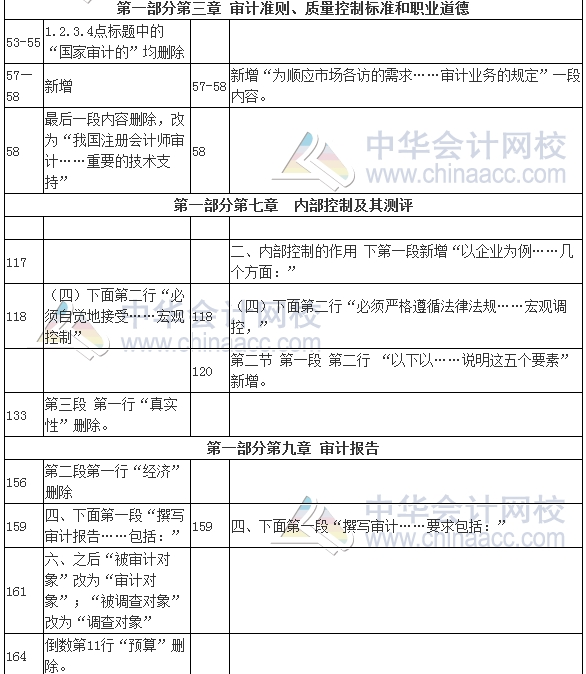 第一部分第三章 审计准则、质量控制标准和职业道德
53-55
1.2.3.4点标题中的
“国家审计的”均删除
57—
58
新增
57-58
新增“为顺应市场各访的需求……审计业务的规定”一段
内容。
58
最后一段内容删除，改
为“我国注册会计师审
计……重要的技术支
持”
58
中华会计网校
www.chinaacc.com
第一部分第七章 内部控制及其测评
117
二、内部控制的作用 下第一段新增“以企业为例……几
个方面：”
118
（四）下面第二行“必
须自觉地接受……宏观
控制”
118
（四）下面第二行“必须严格遵循法律法规……宏观调
控，”
中华会计网校
www.chinaacc.com
120
第二节 第一段 第二行 “以下以……说明这五个要素”
新增。
133
第三段 第一行“真实
性”删除。
第一部分第九章 审计报告
156
第二段第一行“经济”
删除
159
四、下面第一段“撰写
审计报告……包括：”
159
四、下面第一段“撰写审计……要求包括：”
中华会计网校
www.chinaacc.com
161
六、之后“被审计对
象”改为“审计对
象”；“被调查对象”
改为“调查对象”
164
倒数第11行“预算”删
除。